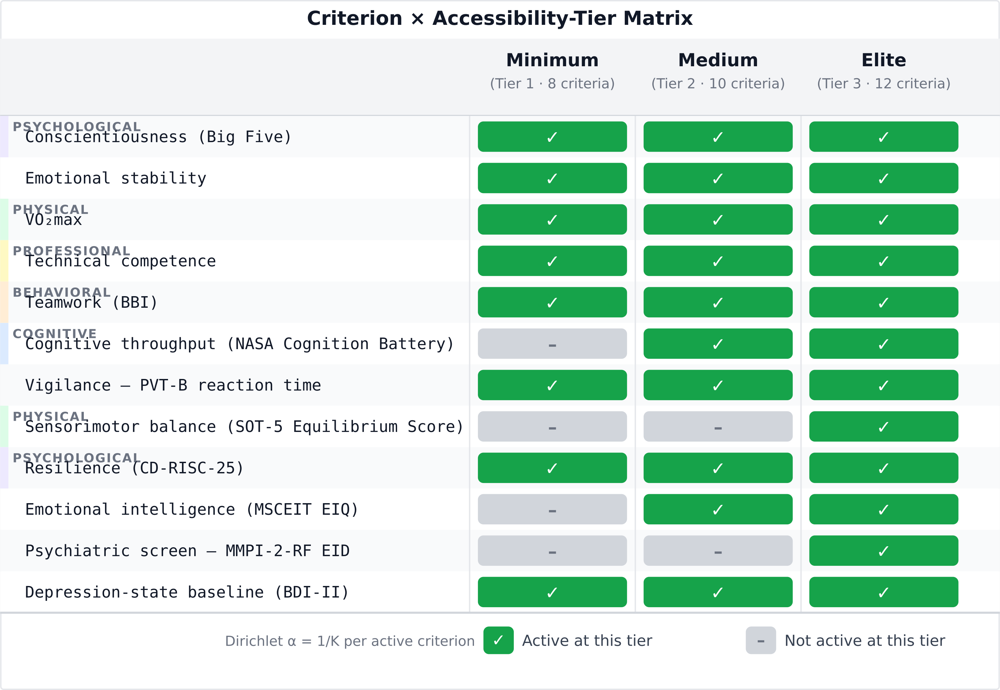 Criterion × Accessibility-Tier Matrix
Minimum Medium Elite
(Tier 1 · 8 criteria) (Tier 2 · 10 criteria) (Tier 3 · 12 criteria)
PSYCHOLOGICAL
Conscientiousness (Big Five) ✓ ✓ ✓
Emotional stability ✓ ✓ ✓
PHYSICAL
VO₂max ✓ ✓ ✓
PROFESSIONAL
Technical competence ✓ ✓ ✓
BEHAVIORAL
Teamwork (BBI) ✓ ✓ ✓
COGNITIVE
Cognitive throughput (NASA Cognition Battery) – ✓ ✓
Vigilance — PVT-B reaction time ✓ ✓ ✓
PHYSICAL
Sensorimotor balance (SOT-5 Equilibrium Score) – – ✓
PSYCHOLOGICAL
Resilience (CD-RISC-25) ✓ ✓ ✓
Emotional intelligence (MSCEIT EIQ) – ✓ ✓
Psychiatric screen — MMPI-2-RF EID – – ✓
Depression-state baseline (BDI-II) ✓ ✓ ✓
Dirichlet α = 1/K per active criterion ✓ Active at this tier – Not active at this tier